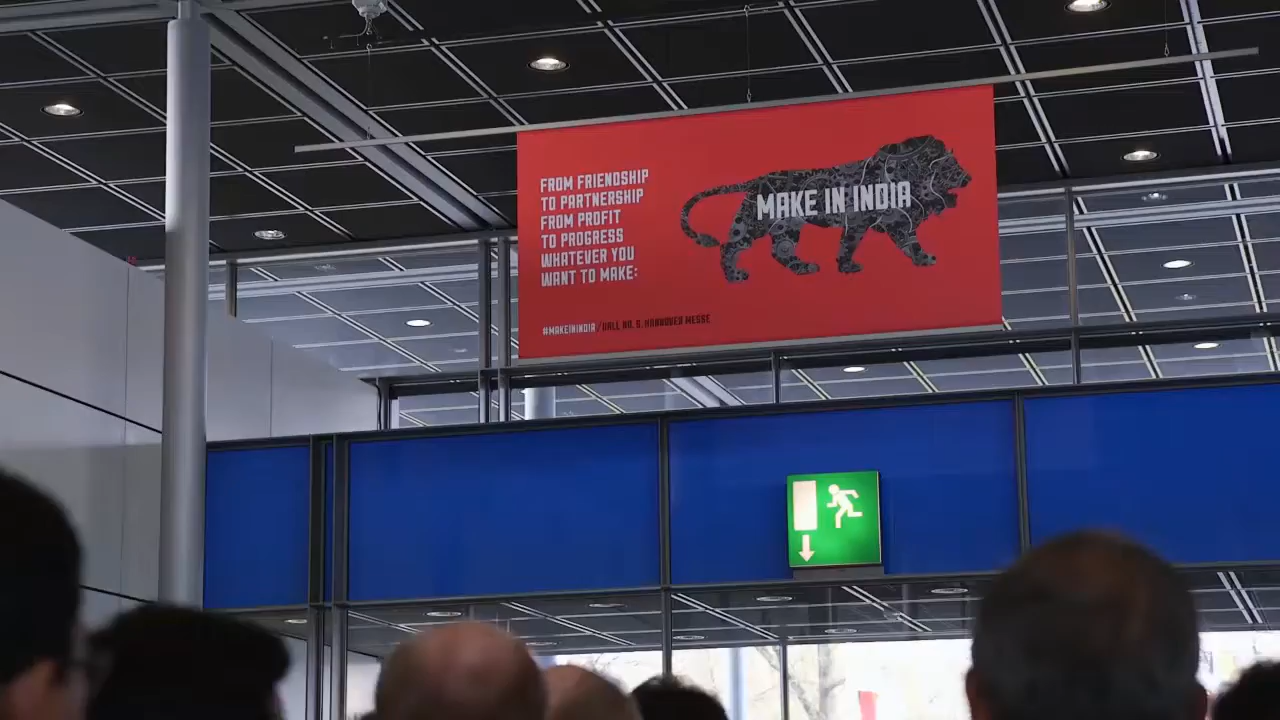 FROM FRIENDSHIP
TO PARTNERSHIP
FROM PROFIT
TO PROGRESS
WHATEVER YOU
WANT TO MAKE:
MAKE IN INDIA
#MAKEININDIA / HALL NO. 6, HANNOVER MESSE